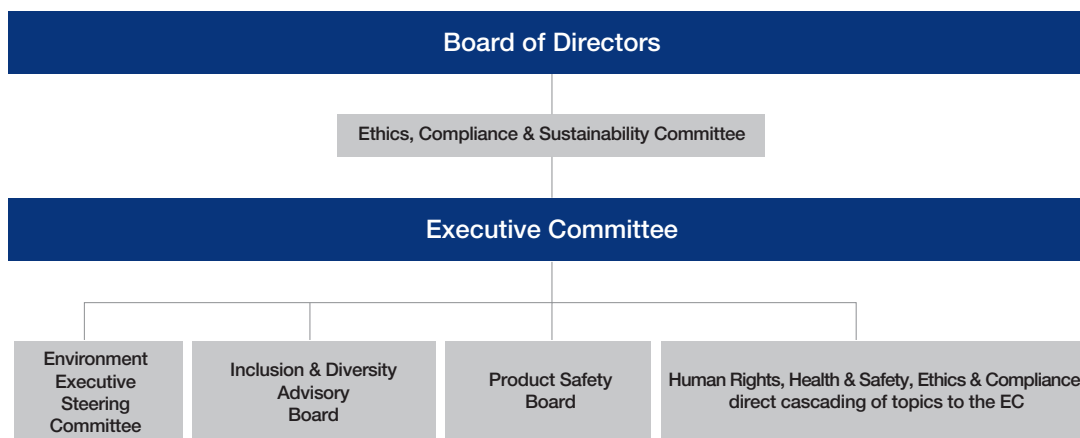 Board of Directors
Ethics, Compliance & Sustainability Committee
Executive Committee
Environment
Executive
Steering
Committee
Inclusion & Diversity
Advisory
Board
Product Safety
Board
Human Rights, Health & Safety, Ethics & Compliance
direct cascading of topics to the EC